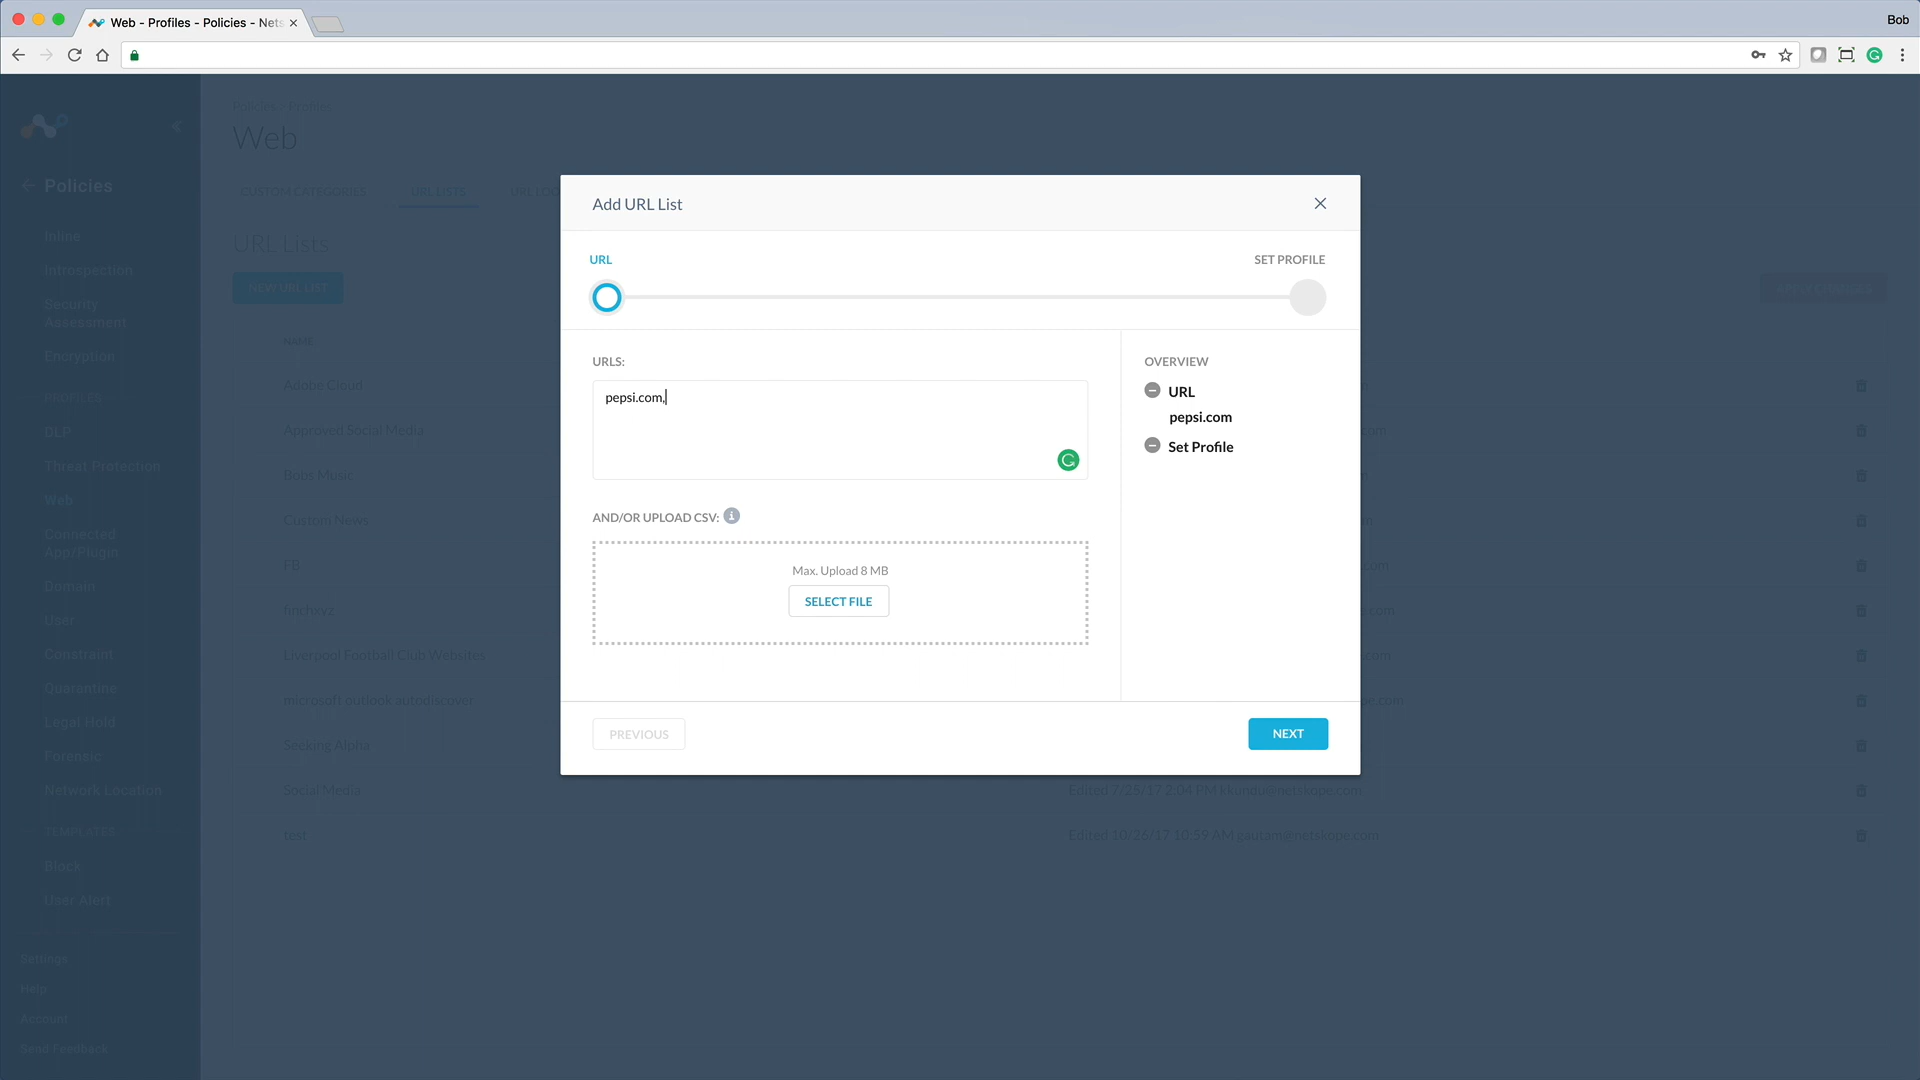 Web - Profiles - Policies - Nets
Bob
Policies > Profiles
Web
Policies
CUSTOM CATEGORIES
URL LISTS
URL LOO
Add URL List
Inline
URL Lists
URL
SET PROFILE
Introspection
NEW URL LIST
APPLY CHANGES
Security
Assessment
NAME
Encryption
URLS:
OVERVIEW
Adobe Cloud
pepsi.com,
URL
PROFILES
pepsi.com
DLP
Approved Social Media
Set Profile
Threat Protection
Boos Music
Web
AND/OR UPLOAD CSV:
Custom News
Connected
App/Plugin
FB
Max. Upload 8 MB
Domain
SELECT FILE
finchxyz
User
Constraint
Liverpool Football Club Websites
Quarantine
microsoft outlook autodiscover
Legal Hold
PREVIOUS
NEXT
Seeking Alpha
Forensic
Network Location
Social Media
Edited 7/25/17 2:04 PM kkundu@netskope.com
TEMPLATES
test
Edited 10/26/17 10:59 AM gautam@netskope.com
Block
User Alert
Settings
Help
Account
Send Feedback